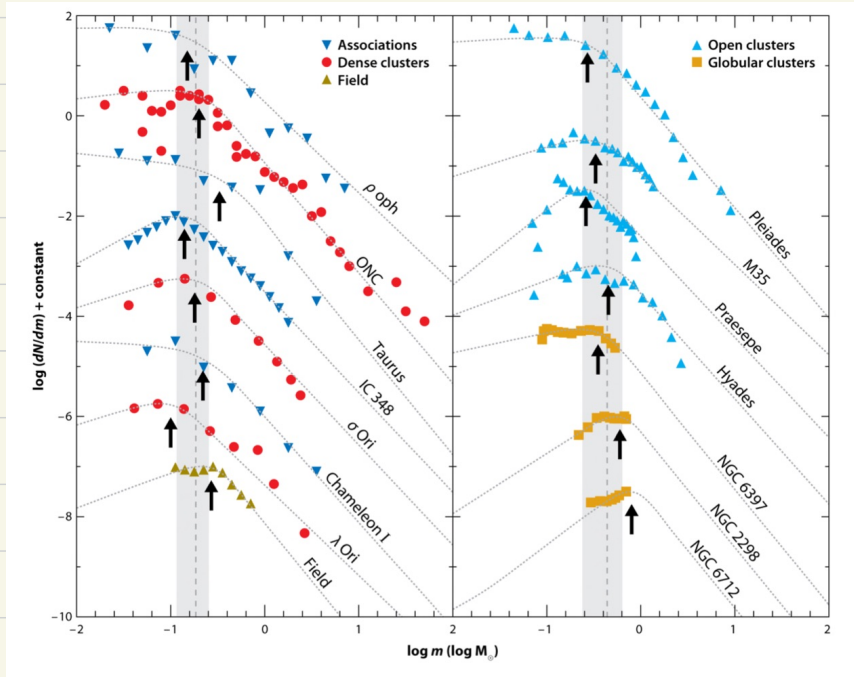 2
0
−2
−4
−6
−8
−10
log (dN/dm) + constant
Associations
Dense clusters
Field
ρ oph
ONC
Taurus
IC 348
σ Ori
Chameleon I
λ Ori
Field
−2
−1
0
1
2
Open clusters
Globular clusters
Pleiades
M35
Praesepe
Hyades
NGC 6397
NGC 2298
NGC 6712
−1
0
1
2
log m (log M☉)